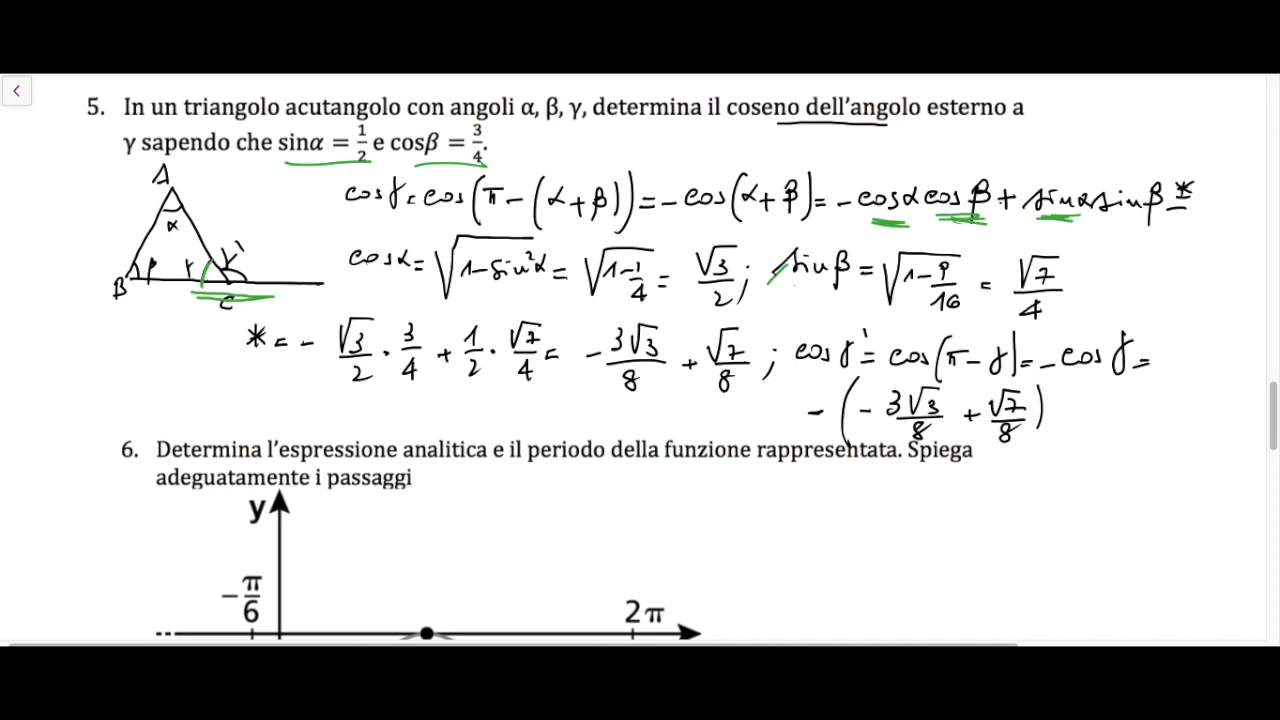 5. In un triangolo acutangolo con angoli α, β, γ, determina il coseno dell'angolo esterno a
γ sapendo che sinα = 1/2 e cosβ = 3/4.
A
α
B β γ γ'
C
cosγ = cos(π - (α + β)) = - cos(α + β) = - cosα cosβ + sinα sinβ = *
cosα = √(1 - sin²α) = √(1 - 1/4) = √3/2 ; sinβ = √(1 - 9/16) = √7/4
* = - √3/2 · 3/4 + 1/2 · √7/4 = - 3√3/8 + √7/8 ; cosγ' = cos(π - γ) = - cosγ =
- (- 3√3/8 + √7/8)
6. Determina l'espressione analitica e il periodo della funzione rappresentata. Spiega
adeguatamente i passaggi
y
-π/6
2π